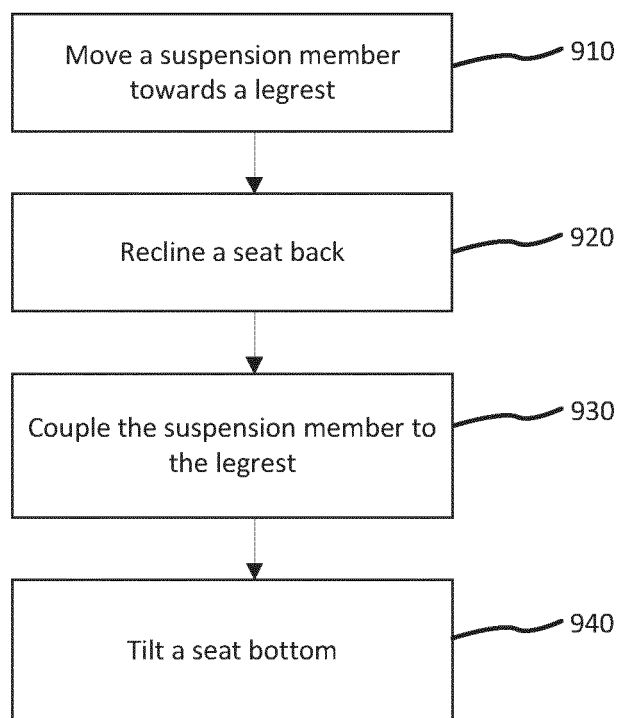 Move a suspension member
towards a legrest
910
Recline a seat back
920
Couple the suspension member to
the legrest
930
Tilt a seat bottom
940